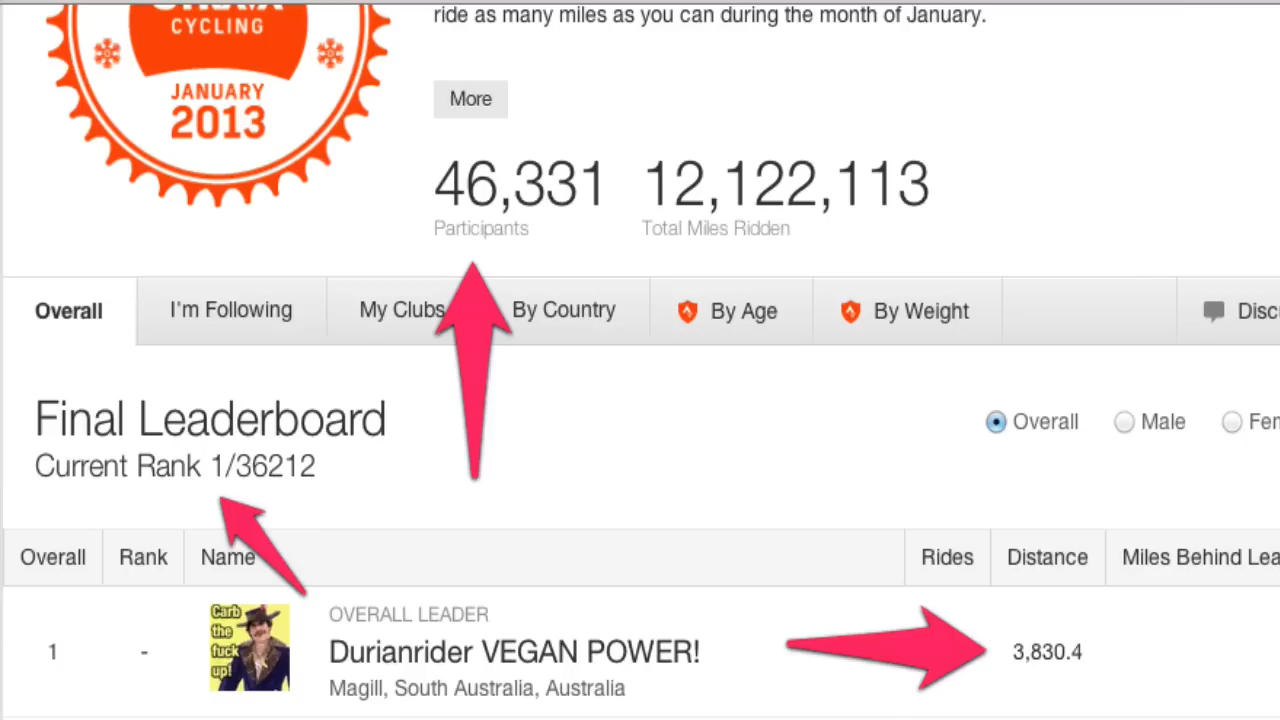 ride as many miles as you can during the month of January.
CYCLING
JANUARY
2013
More
46,331 12,122,113
Participants Total Miles Ridden
Overall I'm Following My Clubs By Country By Age By Weight
Final Leaderboard
Current Rank 1/36212
Overall Male
Overall Rank Name Rides Distance Miles Behind
OVERALL LEADER
Carb
the
fuck
up!
1 - Durianrider VEGAN POWER! 3,830.4
Magill, South Australia, Australia